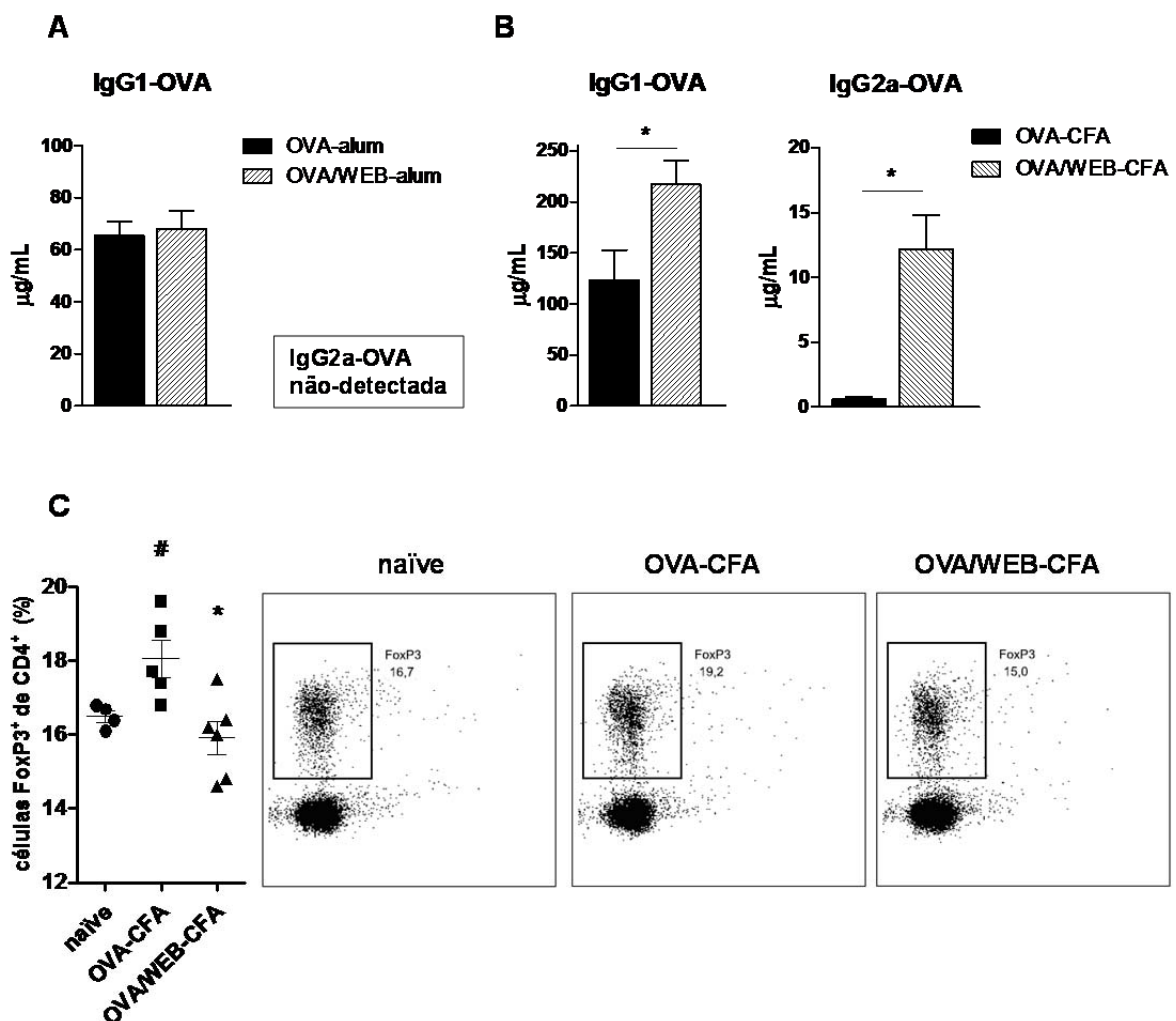 A
IgG1-OVA
µg/mL
100
80
60
40
20
0
OVA-alum
OVA/WEB-alum
IgG2a-OVA
não-detectada
B
IgG1-OVA
µg/mL
250
200
150
100
50
0
*
IgG2a-OVA
µg/mL
20
15
10
5
0
*
OVA-CFA
OVA/WEB-CFA
C
células FoxP3⁺ de CD4⁺ (%)
20
18
16
14
12
#
*
naïve
OVA-CFA
OVA/WEB-CFA
naïve
FoxP3
16,7
OVA-CFA
FoxP3
19,2
OVA/WEB-CFA
FoxP3
15,0